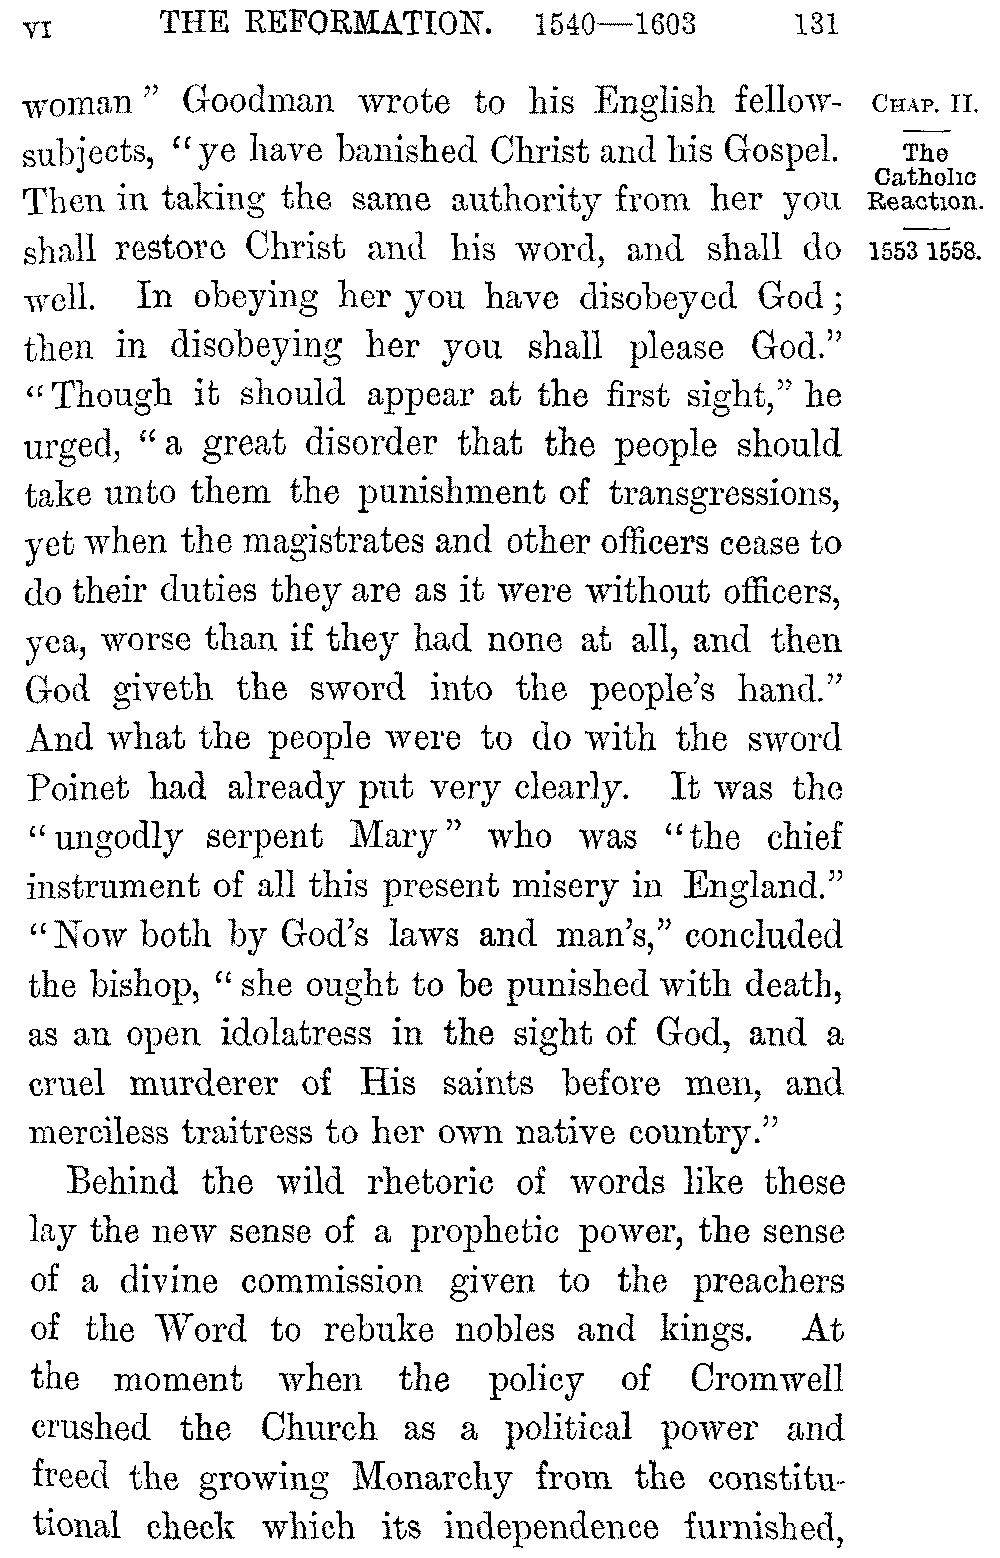 VI THE REFORMATION. 1540—1603 131
woman" Goodman wrote to his English fellow-
subjects, "ye have banished Christ and his Gospel.
Then in taking the same authority from her you
shall restore Christ and his word, and shall do
well. In obeying her you have disobeyed God;
then in disobeying her you shall please God."
"Though it should appear at the first sight," he
urged, "a great disorder that the people should
take unto them the punishment of transgressions,
yet when the magistrates and other officers cease to
do their duties they are as it were without officers,
yea, worse than if they had none at all, and then
God giveth the sword into the people's hand."
And what the people were to do with the sword
Poinet had already put very clearly. It was the
"ungodly serpent Mary" who was "the chief
instrument of all this present misery in England."
"Now both by God's laws and man's," concluded
the bishop, "she ought to be punished with death,
as an open idolatress in the sight of God, and a
cruel murderer of His saints before men, and
merciless traitress to her own native country."
Behind the wild rhetoric of words like these
lay the new sense of a prophetic power, the sense
of a divine commission given to the preachers
of the Word to rebuke nobles and kings. At
the moment when the policy of Cromwell
crushed the Church as a political power and
freed the growing Monarchy from the constitu-
tional check which its independence furnished,
CHAP. II.
The
Catholic
Reaction.
1553 1558.